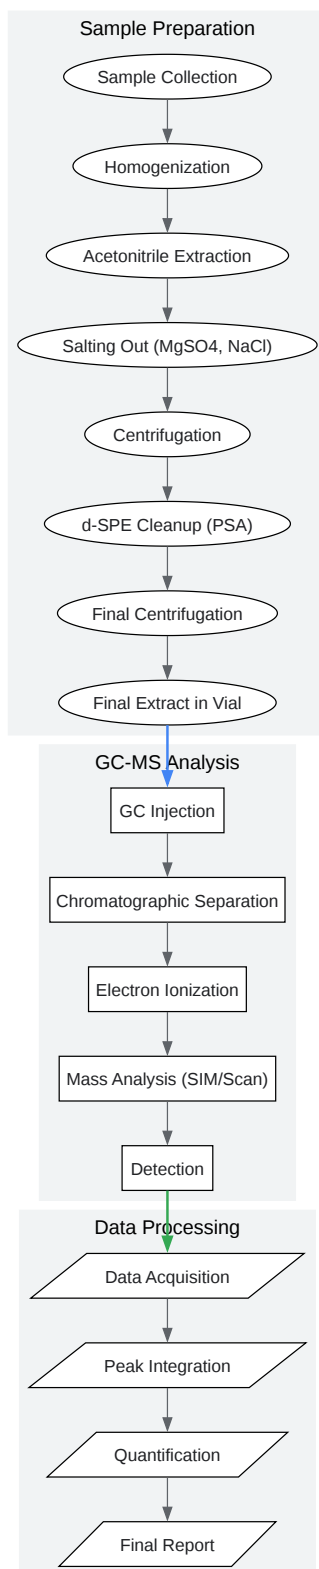 Sample Preparation
Sample Collection
Homogenization
Acetonitrile Extraction
Salting Out (MgSO4, NaCl)
Centrifugation
d-SPE Cleanup (PSA)
Final Centrifugation
Final Extract in Vial
GC-MS Analysis
GC Injection
Chromatographic Separation
Electron Ionization
Mass Analysis (SIM/Scan)
Detection
Data Processing
Data Acquisition
Peak Integration
Quantification
Final Report